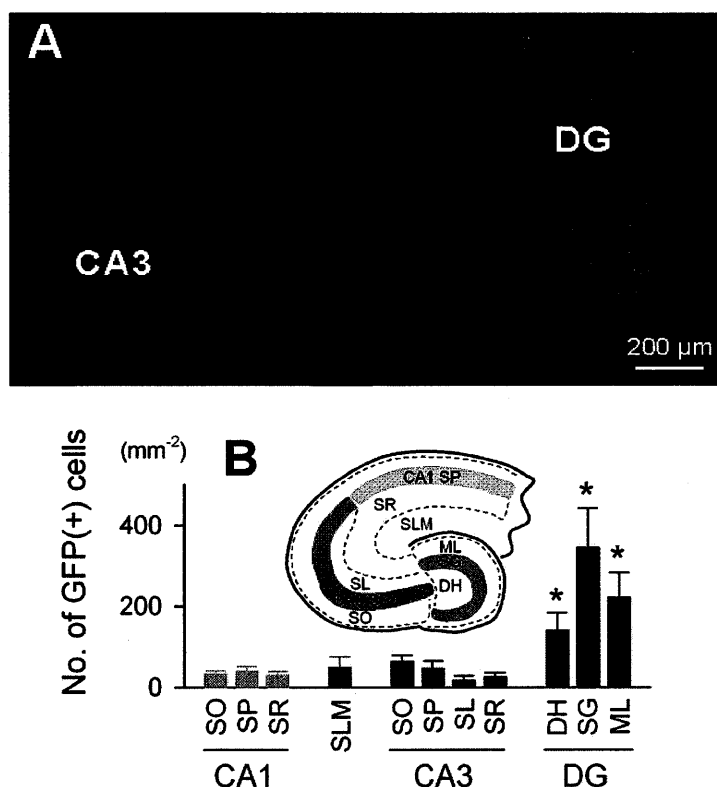 A
DG
CA3
200 µm
B
(mm-2)
No. of GFP(+) cells
400
200
0
CA1 SP
SR
SLM
ML
DH
SL
SO
* * *
SO SP SR SLM SO SP SL SR DH SG ML
CA1 CA3 DG